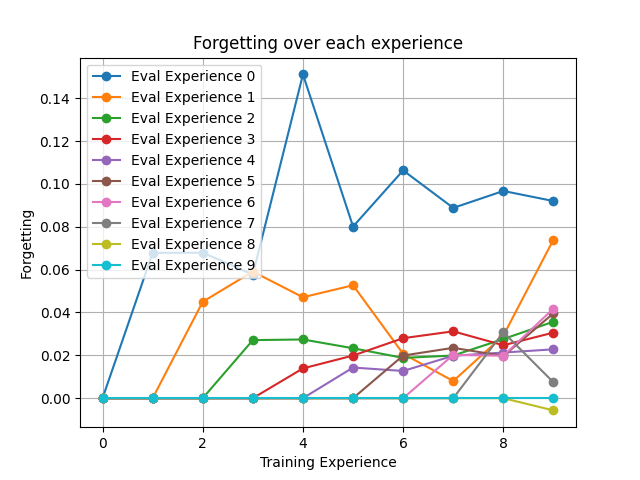 Forgetting over each experience
Eval Experience 0
Eval Experience 1
Eval Experience 2
Eval Experience 3
Eval Experience 4
Eval Experience 5
Eval Experience 6
Eval Experience 7
Eval Experience 8
Eval Experience 9
Forgetting
0.14
0.12
0.10
0.08
0.06
0.04
0.02
0.00
0 2 4 6 8
Training Experience